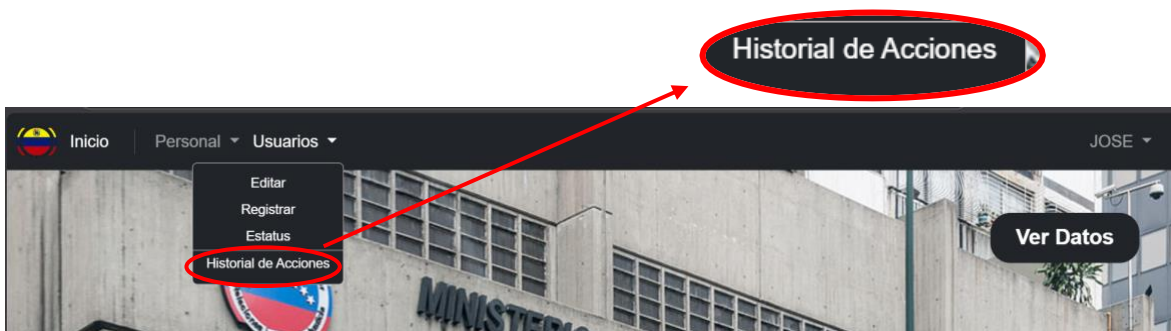 Historial de Acciones
Inicio Personal Usuarios JOSE
Editar
Registrar
Estatus
Historial de Acciones
Ver Datos
MINISTERIO